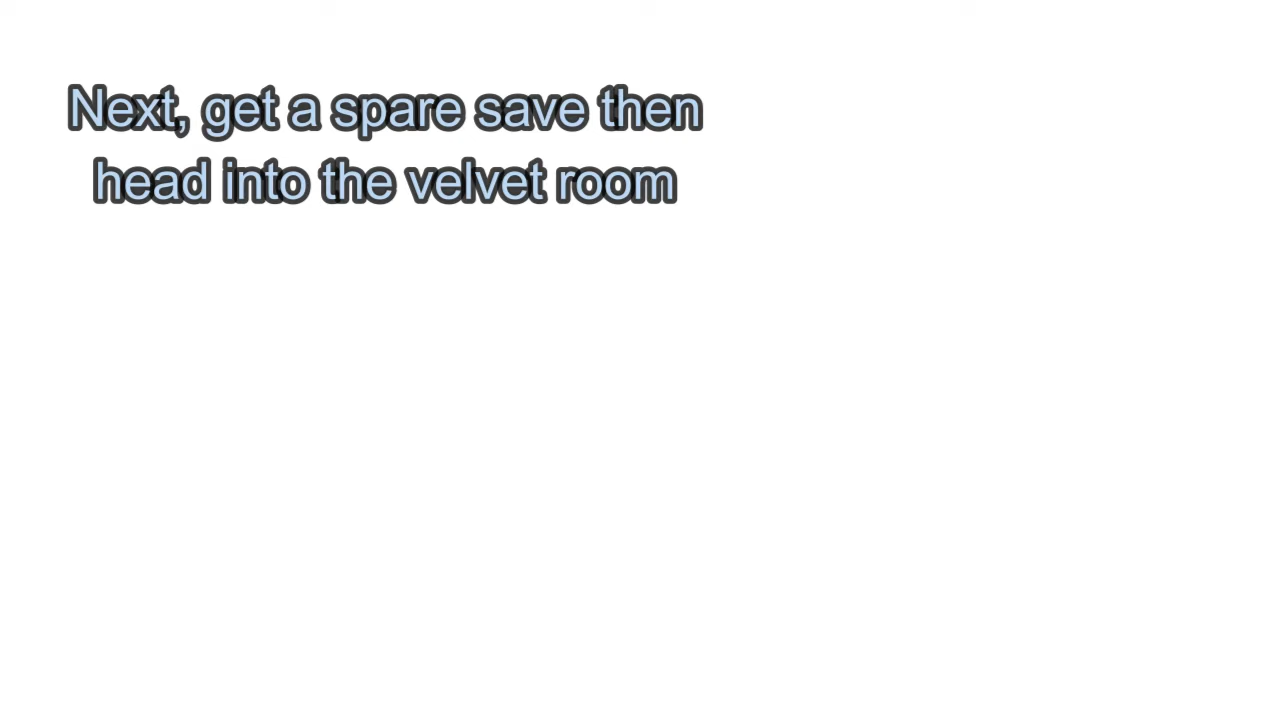 Next, get a spare save then
head into the velvet room